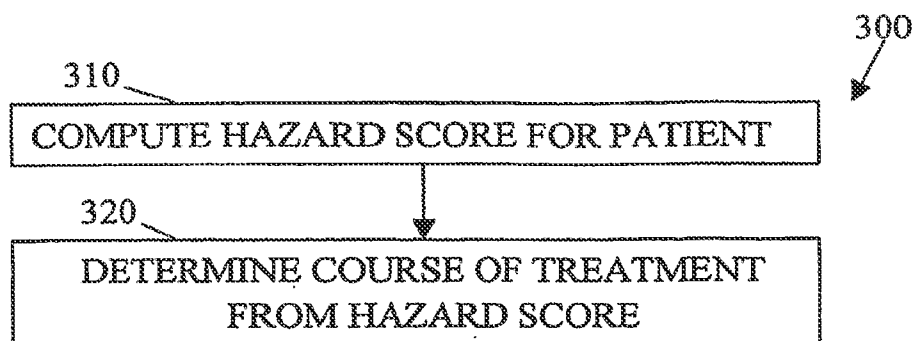 300
310
COMPUTE HAZARD SCORE FOR PATIENT
320
DETERMINE COURSE OF TREATMENT
FROM HAZARD SCORE